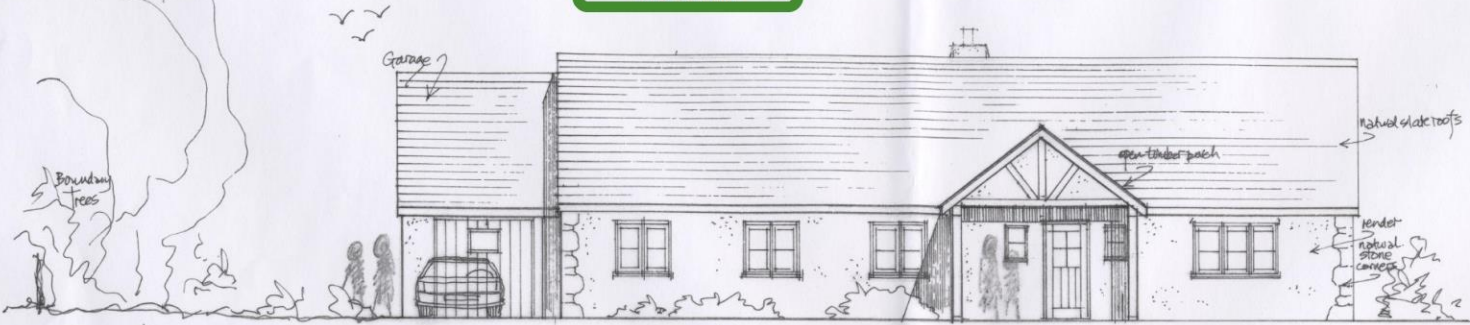 Garage
Boundary
Trees
open timber porch
natural slate roofs
render
natural
stone
corners